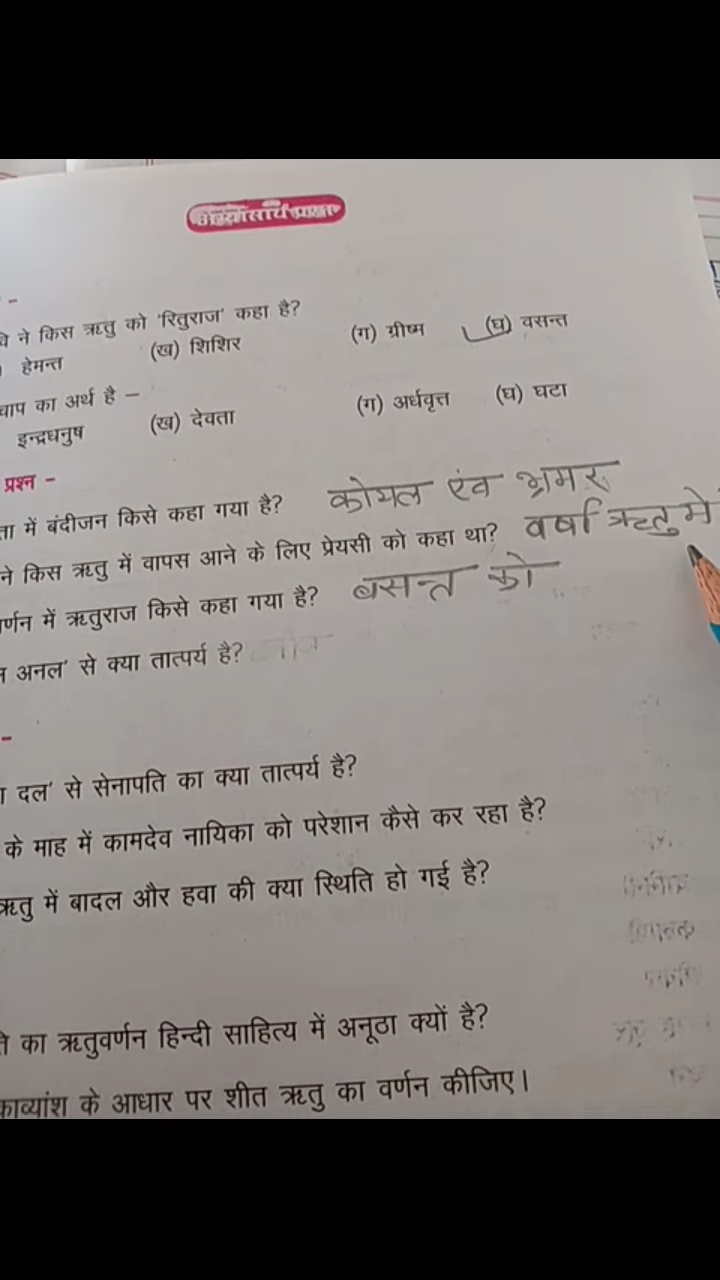 अभ्यासार्थ प्रश्न
ने किस ऋतु को 'रितुराज' कहा है?
हेमन्त (ख) शिशिर (ग) ग्रीष्म (घ) वसन्त
चाप का अर्थ है –
इन्द्रधनुष (ख) देवता (ग) अर्धवृत्त (घ) घटा
प्रश्न –
में बंदीजन किसे कहा गया है? कोयल एंव भ्रमर
ने किस ऋतु में वापस आने के लिए प्रेयसी को कहा था? वर्षा ऋतु मे
में ऋतुराज किसे कहा गया है? बसन्त को
अनल' से क्या तात्पर्य है?
दल' से सेनापति का क्या तात्पर्य है?
के माह में कामदेव नायिका को परेशान कैसे कर रहा है?
ऋतु में बादल और हवा की क्या स्थिति हो गई है?
का ऋतुवर्णन हिन्दी साहित्य में अनूठा क्यों है?
काव्यांश के आधार पर शीत ऋतु का वर्णन कीजिए।